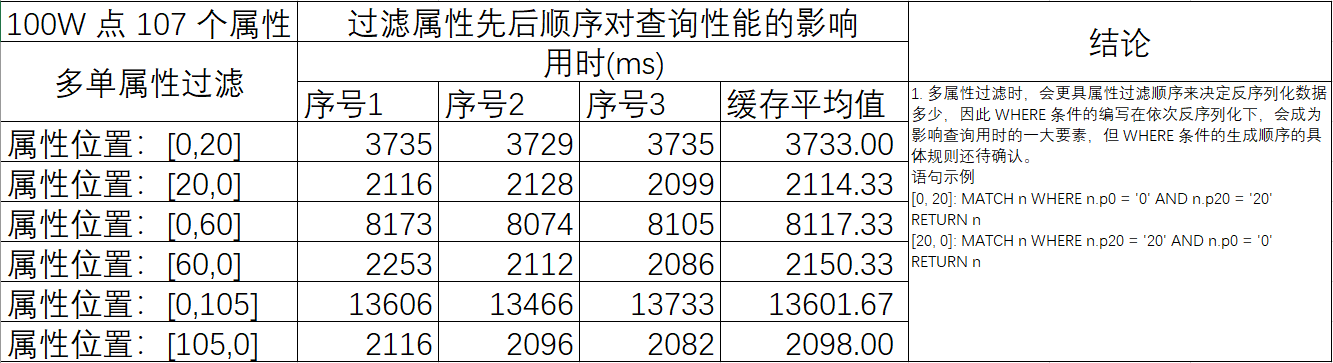 100W 点 107 个属性
过滤属性先后顺序对查询性能的影响
结论
多单属性过滤
用时(ms)
序号1 序号2 序号3 缓存平均值
属性位置：[0,20] 3735 3729 3735 3733.00
属性位置：[20,0] 2116 2128 2099 2114.33
属性位置：[0,60] 8173 8074 8105 8117.33
属性位置：[60,0] 2253 2112 2086 2150.33
属性位置：[0,105] 13606 13466 13733 13601.67
属性位置：[105,0] 2116 2096 2082 2098.00
1. 多属性过滤时，会更具属性过滤顺序来决定反序列化数据
多少，因此 WHERE 条件的编写在依次反序列化下，会成为
影响查询用时的一大要素，但 WHERE 条件的生成顺序的具
体规则还待确认。
语句示例
[0, 20]: MATCH n WHERE n.p0 = '0' AND n.p20 = '20'
RETURN n
[20, 0]: MATCH n WHERE n.p20 = '20' AND n.p0 = '0'
RETURN n